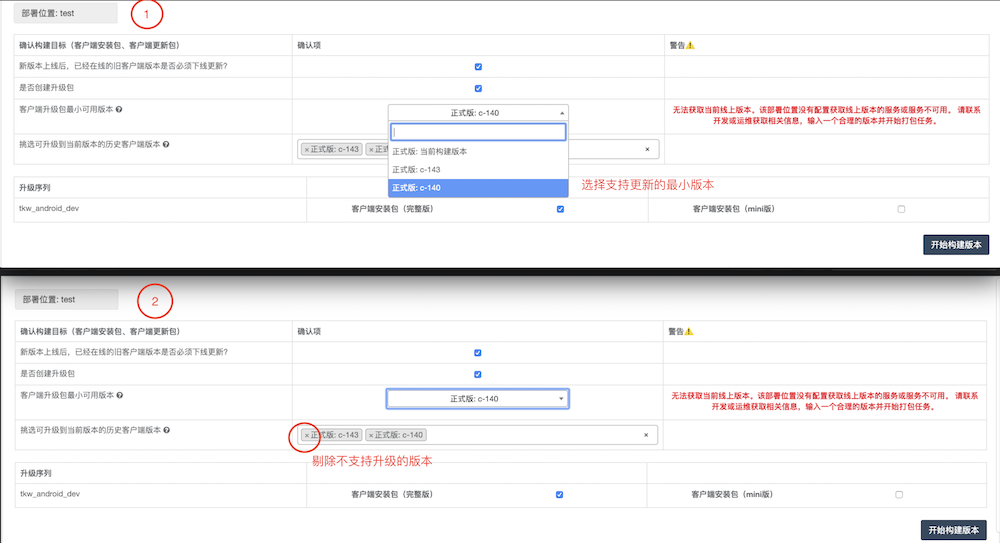 部署位置: test
1
确认构建目标（客户端安装包、客户端更新包）
确认项
警告⚠️
新版本上线后，已经在线的旧客户端版本是否必须下线更新?
是否创建升级包
客户端升级包最小可用版本
正式版: c-140
无法获取当前线上版本。该部署位置没有配置获取线上版本的服务或服务不可用。 请联系
开发或运维获取相关信息，输入一个合理的版本并开始打包任务。
正式版: 当前构建版本
正式版: c-143
正式版: c-140
挑选可升级到当前版本的历史客户端版本
×正式版: c-143
×正
×
选择支持更新的最小版本
升级序列
tkw_android_dev
客户端安装包（完整版）
客户端安装包（mini版）
开始构建版本
部署位置: test
2
确认构建目标（客户端安装包、客户端更新包）
确认项
警告⚠️
新版本上线后，已经在线的旧客户端版本是否必须下线更新?
是否创建升级包
客户端升级包最小可用版本
正式版: c-140
无法获取当前线上版本。该部署位置没有配置获取线上版本的服务或服务不可用。 请联系
开发或运维获取相关信息，输入一个合理的版本并开始打包任务。
挑选可升级到当前版本的历史客户端版本
×正式版: c-143
×正式版: c-140
×
剔除不支持升级的版本
升级序列
tkw_android_dev
客户端安装包（完整版）
客户端安装包（mini版）
开始构建版本